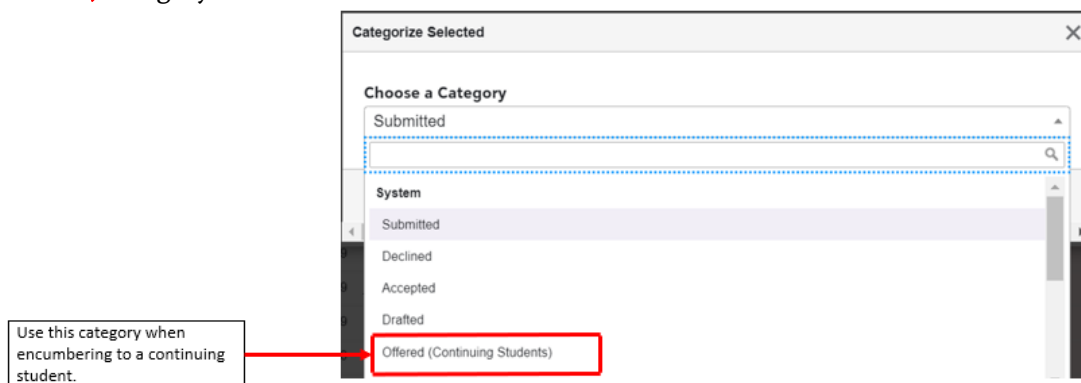 Categorize Selected
Choose a Category
Submitted
System
Submitted
Declined
Accepted
Drafted
Offered (Continuing Students)
Use this category when
encumbering to a continuing
student.